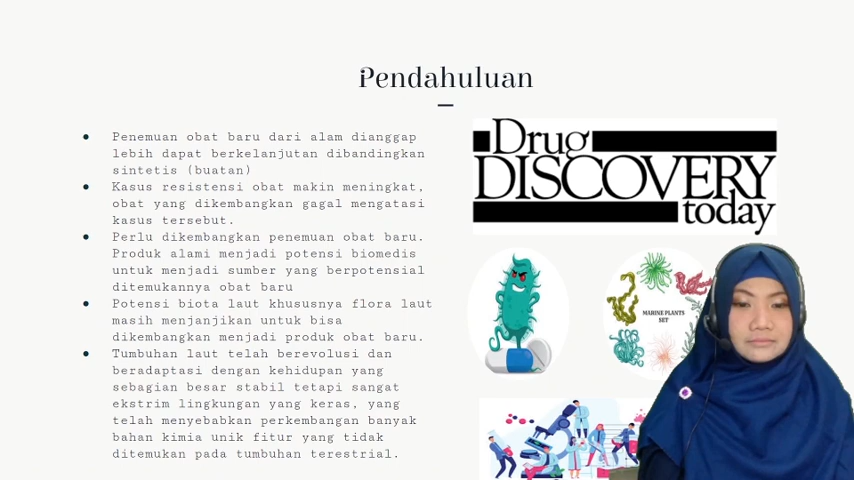 Pendahuluan
Penemuan obat baru dari alam dianggap
lebih dapat berkelanjutan dibandingkan
sintetis (buatan)
Kasus resistensi obat makin meningkat,
obat yang dikembangkan gagal mengatasi
kasus tersebut.
Perlu dikembangkan penemuan obat baru.
Produk alami menjadi potensi biomedis
untuk menjadi sumber yang berpotensial
ditemukannya obat baru
Potensi biota laut khususnya flora laut
masih menjanjikan untuk bisa
dikembangkan menjadi produk obat baru.
Tumbuhan laut telah berevolusi dan
beradaptasi dengan kehidupan yang
sebagian besar stabil tetapi sangat
ekstrim lingkungan yang keras, yang
telah menyebabkan perkembangan banyak
bahan kimia unik fitur yang tidak
ditemukan pada tumbuhan terestrial.
Drug
DISCOVERY
today
MARINE PLANTS
SET